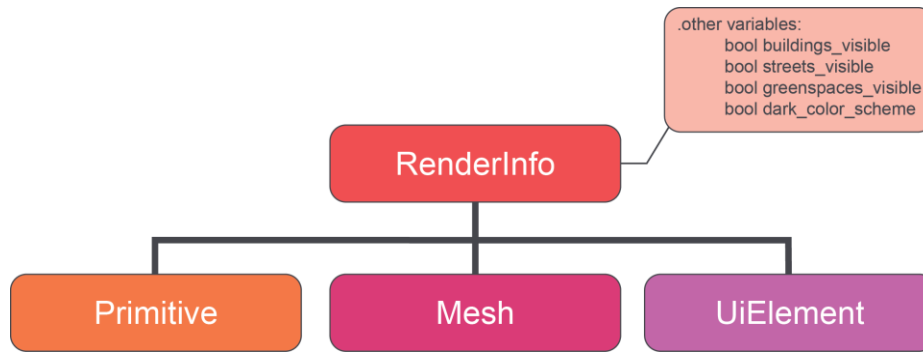 .other variables:
bool buildings_visible
bool streets_visible
bool greenspaces_visible
bool dark_color_scheme
RenderInfo
Primitive
Mesh
UiElement